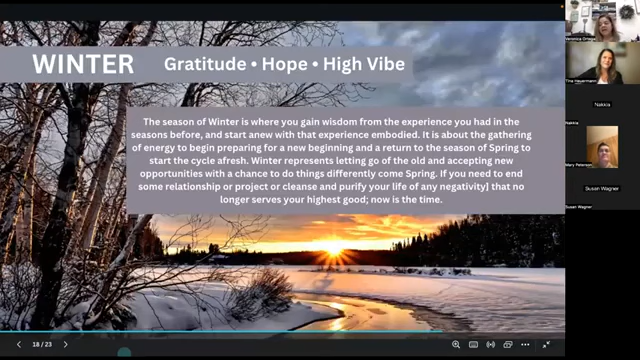 WINTER
Gratitude • Hope • High Vibe
The season of Winter is where you gain wisdom from the experience you had in the
seasons before, and start anew with that experience embodied. It is about the gathering
of energy to begin preparing for a new beginning and a return to the season of Spring to
start the cycle afresh. Winter represents letting go of the old and accepting new
opportunities with a chance to do things differently come Spring. If you need to end
some relationship or project or cleanse and purify your life of any negativity] that no
longer serves your highest good; now is the time.
18 / 23
Veronica Ortega
Tina Hauermann
Nakkia
Nakkia
Mary Peterson
Susan Wagner
Susan Wagner